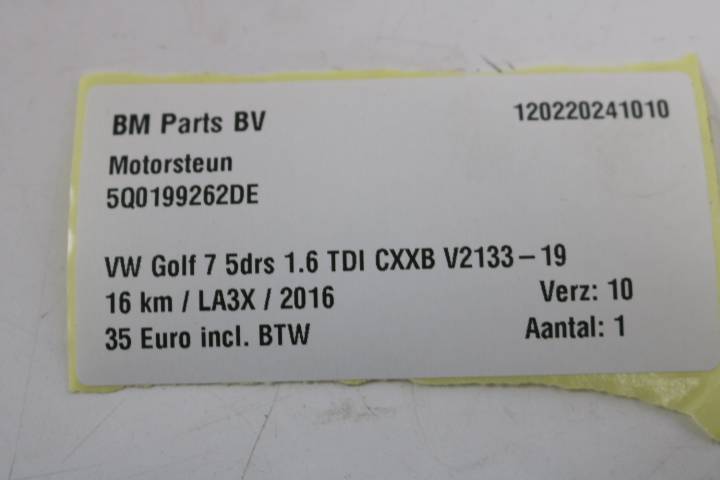 BM Parts BV 120220241010
Motorsteun
5Q0199262DE
VW Golf 7 5drs 1.6 TDI CXXB V2133-19
16 km / LA3X / 2016 Verz: 10
35 Euro incl. BTW Aantal: 1